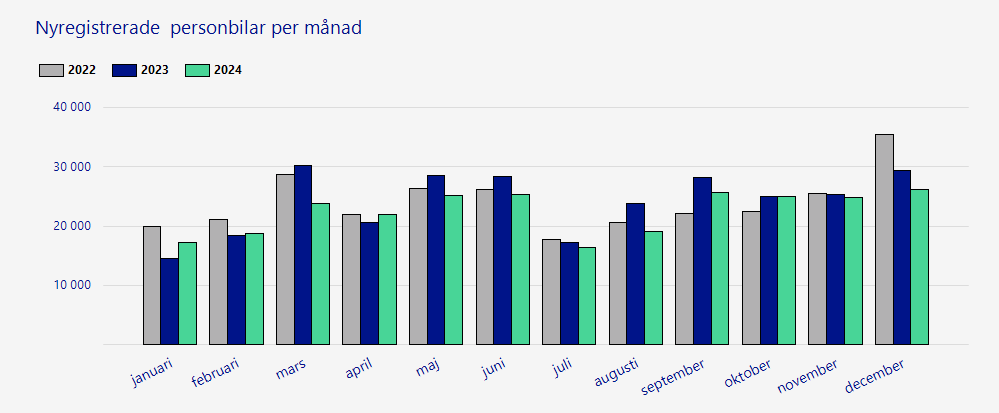 Nyregistrerade  personbilar per månad
2022 2023 2024
40 000
30 000
20 000
10 000
januari februari mars april maj juni juli augusti september oktober november december